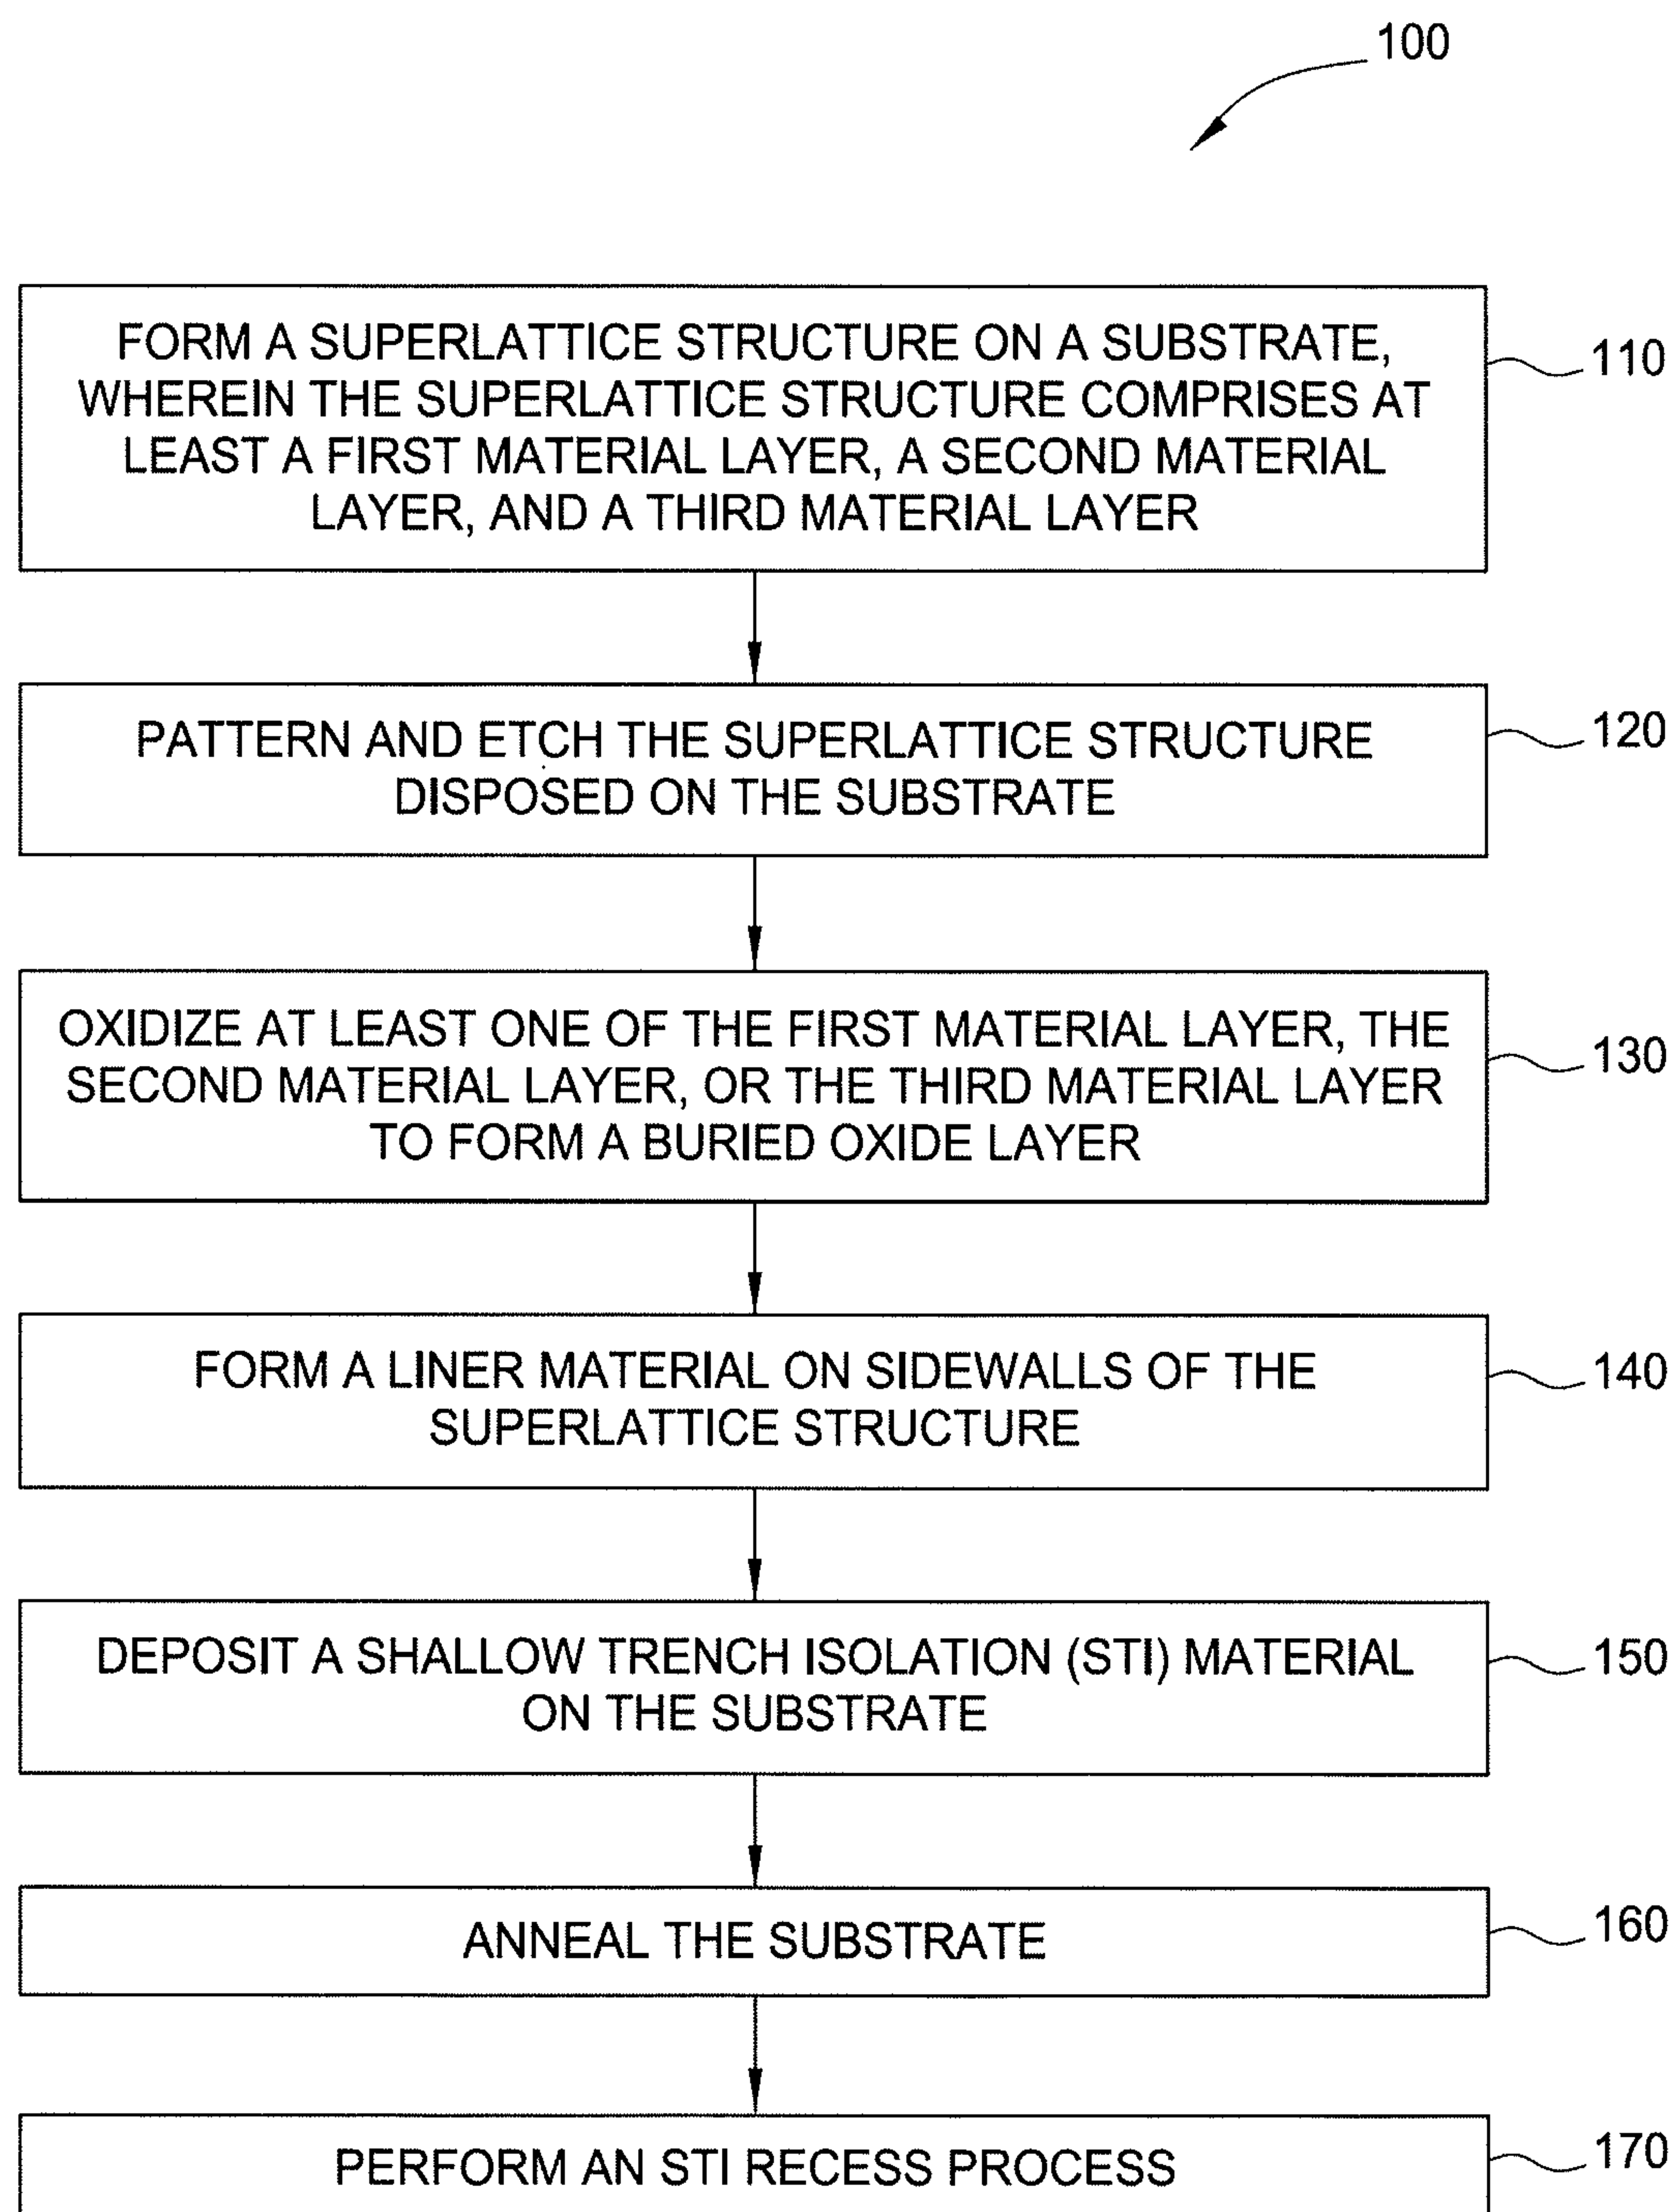 100
FORM A SUPERLATTICE STRUCTURE ON A SUBSTRATE,
WHEREIN THE SUPERLATTICE STRUCTURE COMPRISES AT
LEAST A FIRST MATERIAL LAYER, A SECOND MATERIAL
LAYER, AND A THIRD MATERIAL LAYER
110
PATTERN AND ETCH THE SUPERLATTICE STRUCTURE
DISPOSED ON THE SUBSTRATE
120
OXIDIZE AT LEAST ONE OF THE FIRST MATERIAL LAYER, THE
SECOND MATERIAL LAYER, OR THE THIRD MATERIAL LAYER
TO FORM A BURIED OXIDE LAYER
130
FORM A LINER MATERIAL ON SIDEWALLS OF THE
SUPERLATTICE STRUCTURE
140
DEPOSIT A SHALLOW TRENCH ISOLATION (STI) MATERIAL
ON THE SUBSTRATE
150
ANNEAL THE SUBSTRATE
160
PERFORM AN STI RECESS PROCESS
170